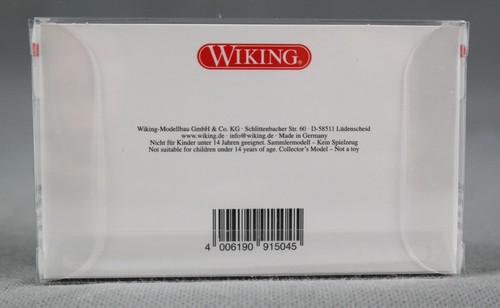 WIKING®
Wiking-Modellbau GmbH & Co. KG · Schlittenbacher Str. 60 · D-58511 Lüdenscheid
www.wiking.de · info@wiking.de · Made in Germany
Nicht für Kinder unter 14 Jahren geeignet. Sammlermodell – Kein Spielzeug
Not suitable for children under 14 years of age. Collector's Model – Not a toy
4 006190 915045